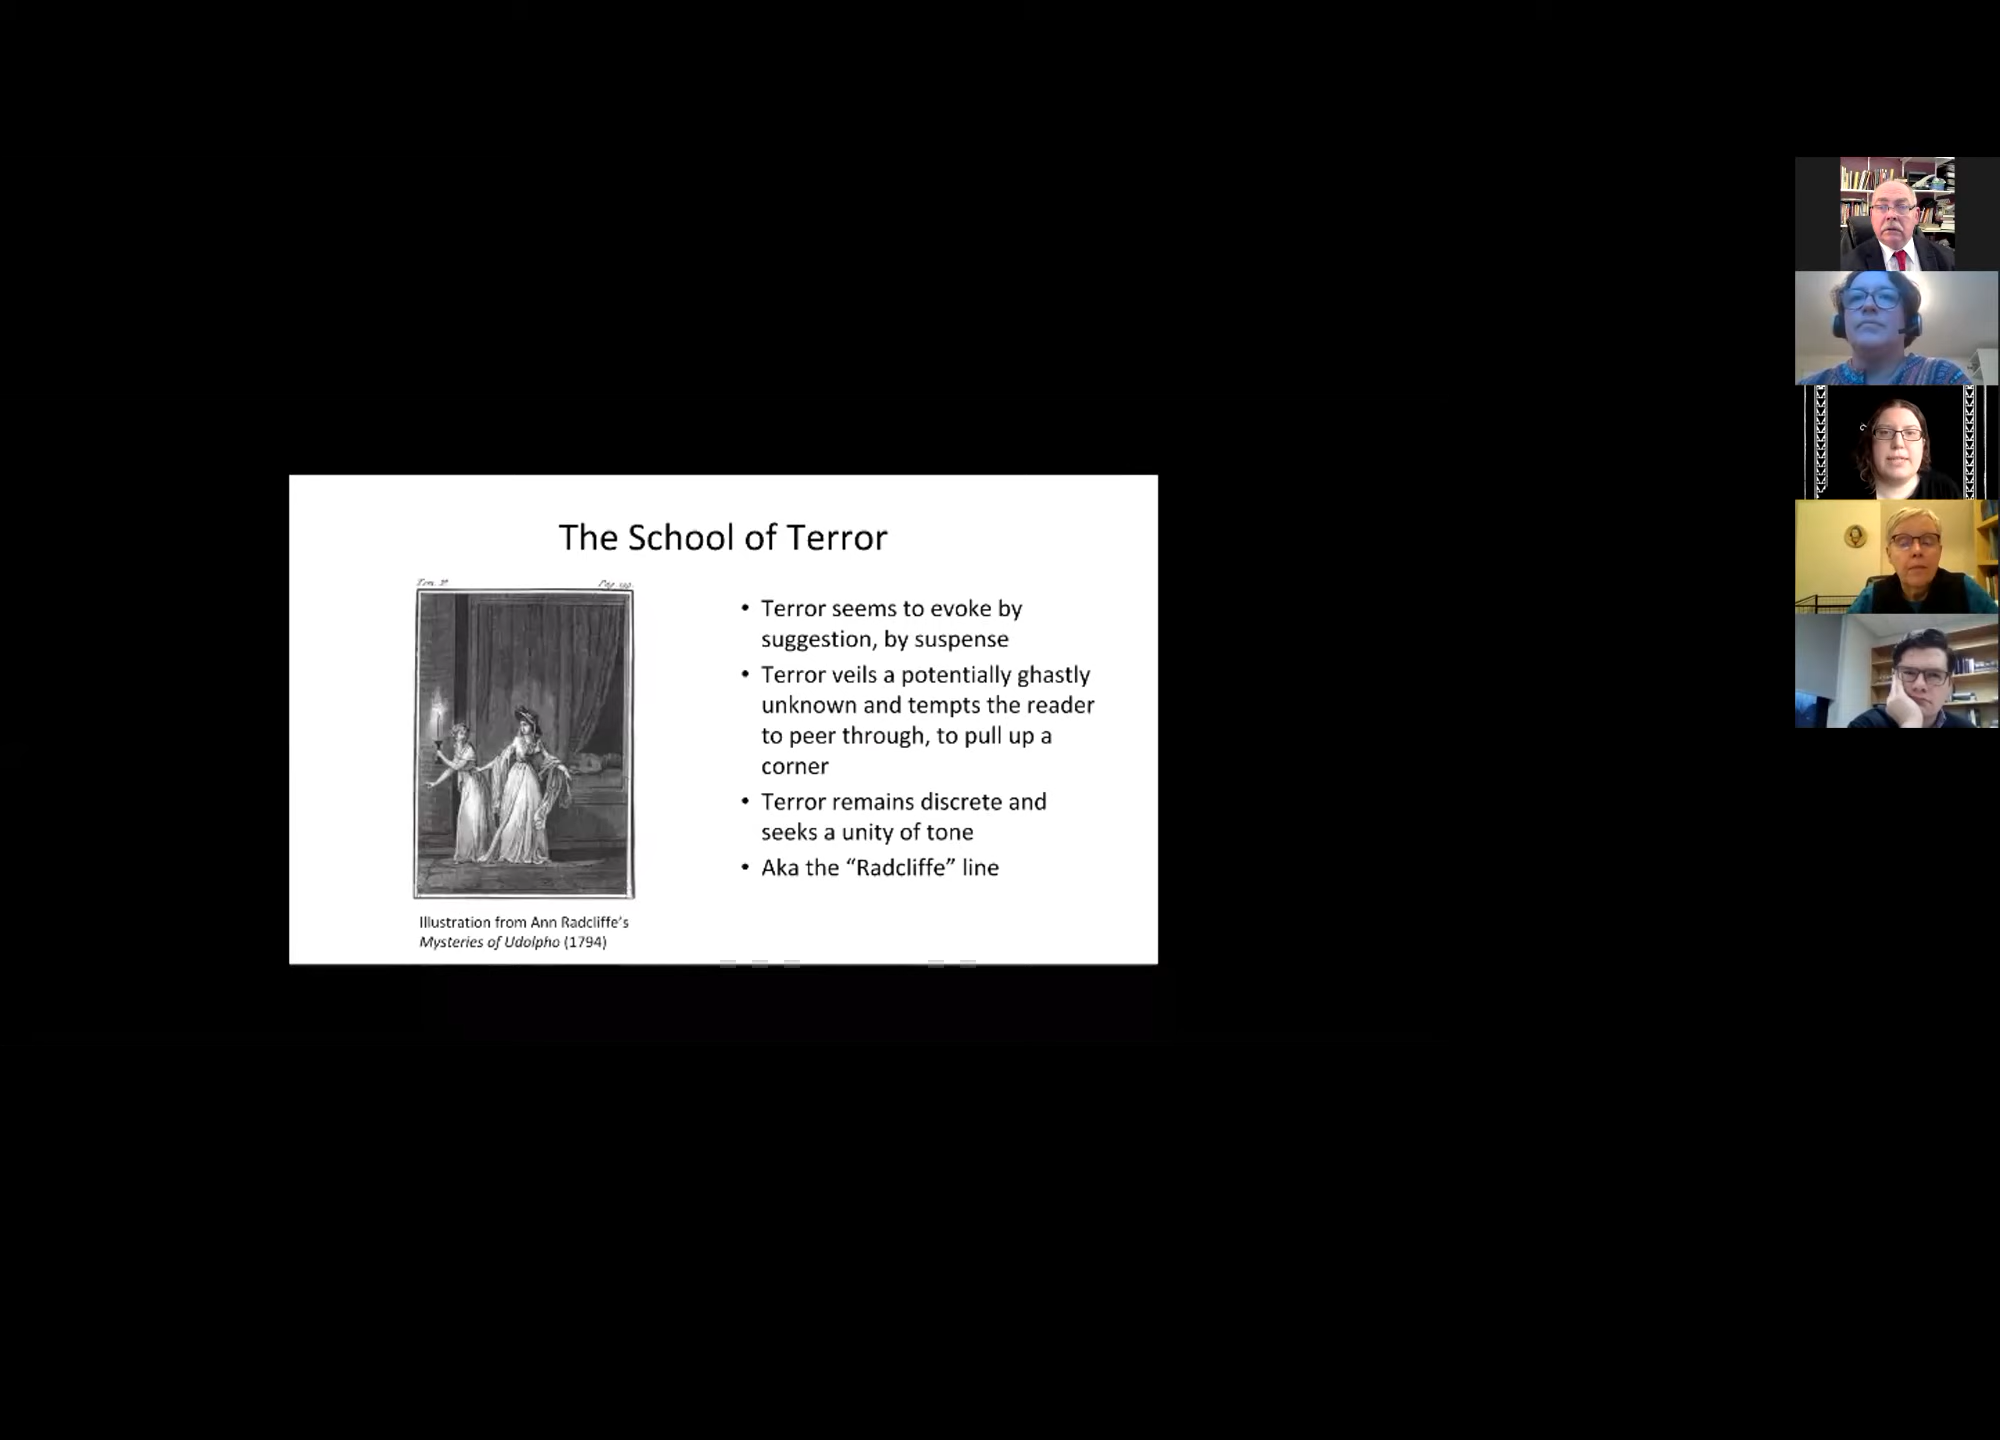 The School of Terror
Tom. 3e.
• Terror seems to evoke by
suggestion, by suspense
• Terror veils a potentially ghastly
unknown and tempts the reader
to peer through, to pull up a
corner
• Terror remains discrete and
seeks a unity of tone
• Aka the “Radcliffe” line
Illustration from Ann Radcliffe’s
Mysteries of Udolpho (1794)